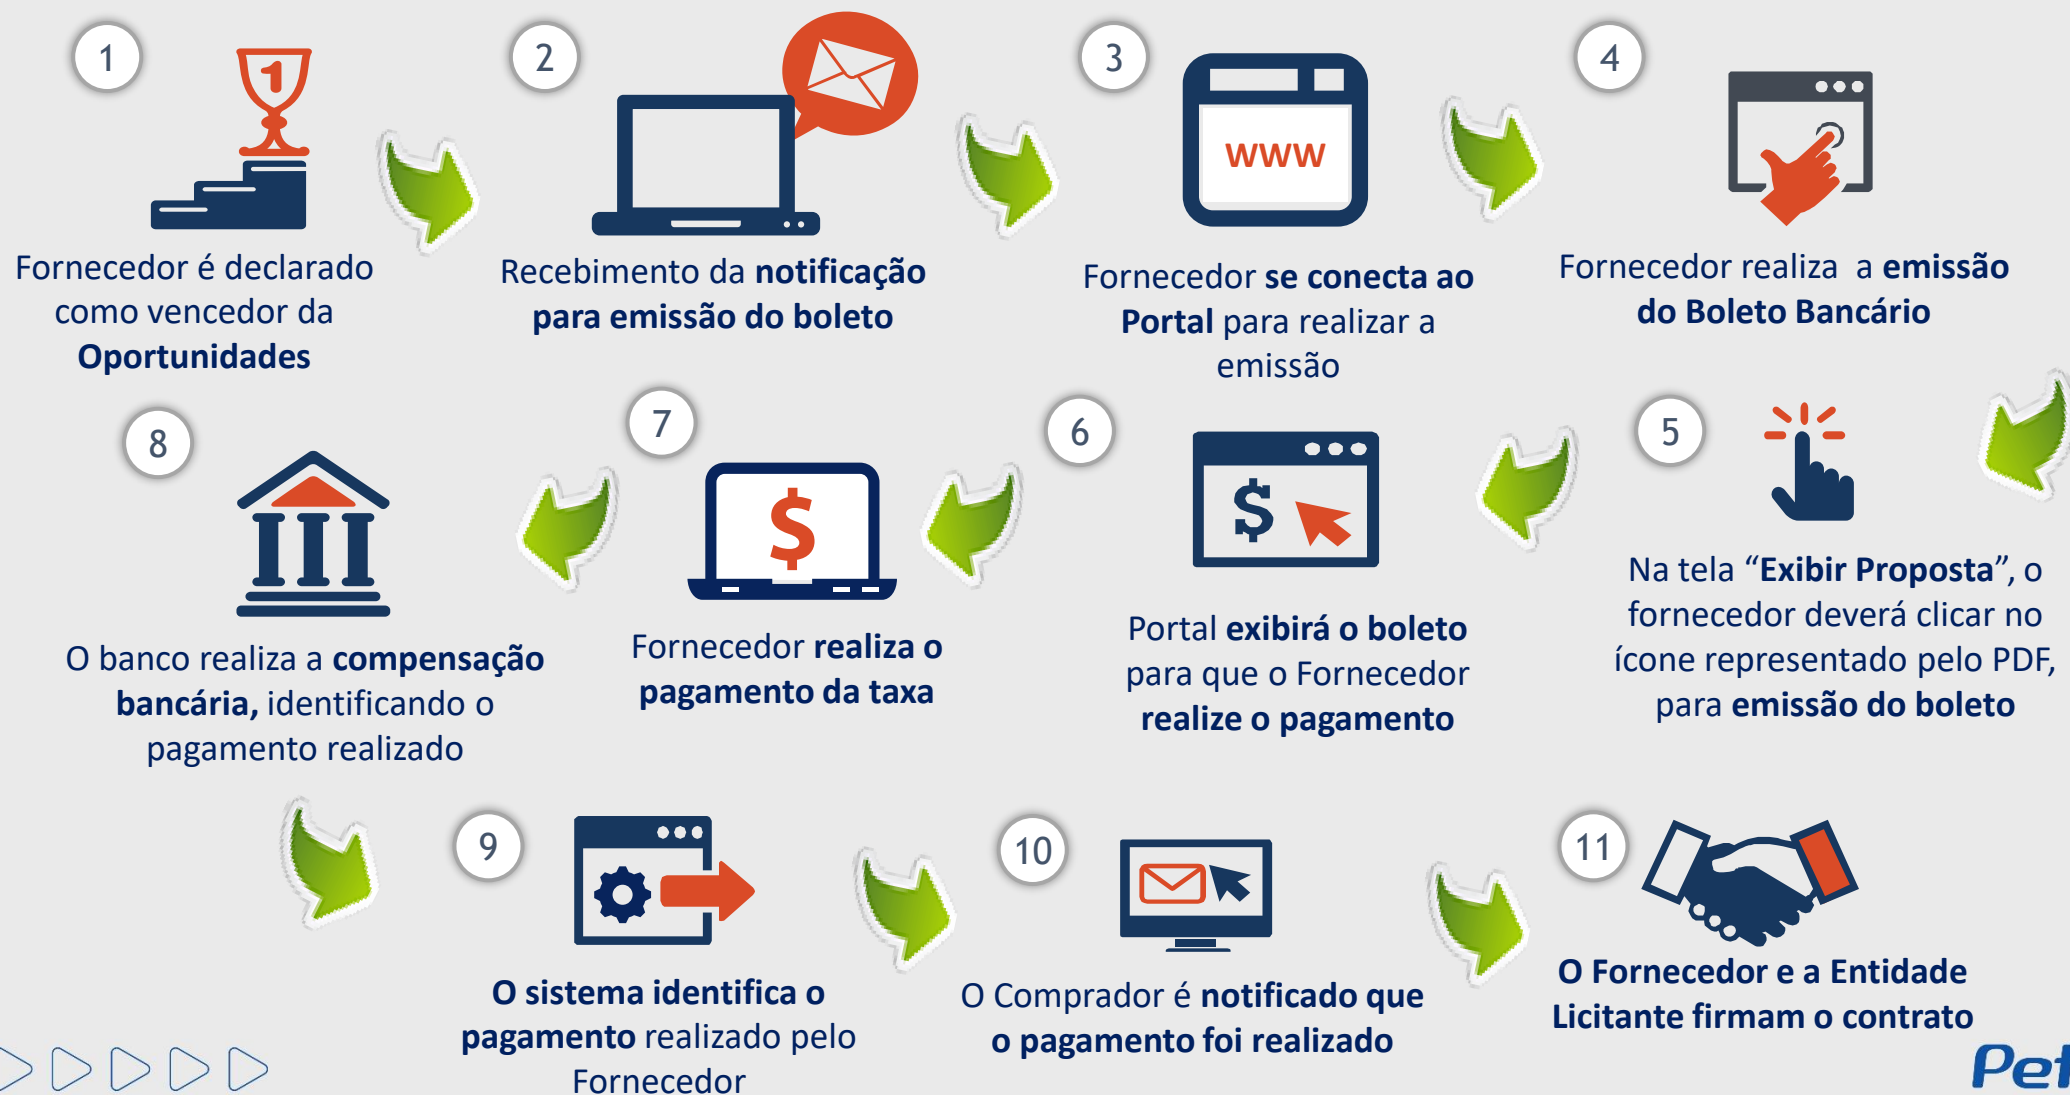 1
Fornecedor é declarado
como vencedor da
Oportunidades
2
Recebimento da notificação
para emissão do boleto
3
www
Fornecedor se conecta ao
Portal para realizar a
emissão
4
Fornecedor realiza a emissão
do Boleto Bancário
5
Na tela “Exibir Proposta”, o
fornecedor deverá clicar no
ícone representado pelo PDF,
para emissão do boleto
6
$
Portal exibirá o boleto
para que o Fornecedor
realize o pagamento
7
$
Fornecedor realiza o
pagamento da taxa
8
O banco realiza a compensação
bancária, identificando o
pagamento realizado
9
O sistema identifica o
pagamento realizado pelo
Fornecedor
10
O Comprador é notificado que
o pagamento foi realizado
11
O Fornecedor e a Entidade
Licitante firmam o contrato
1